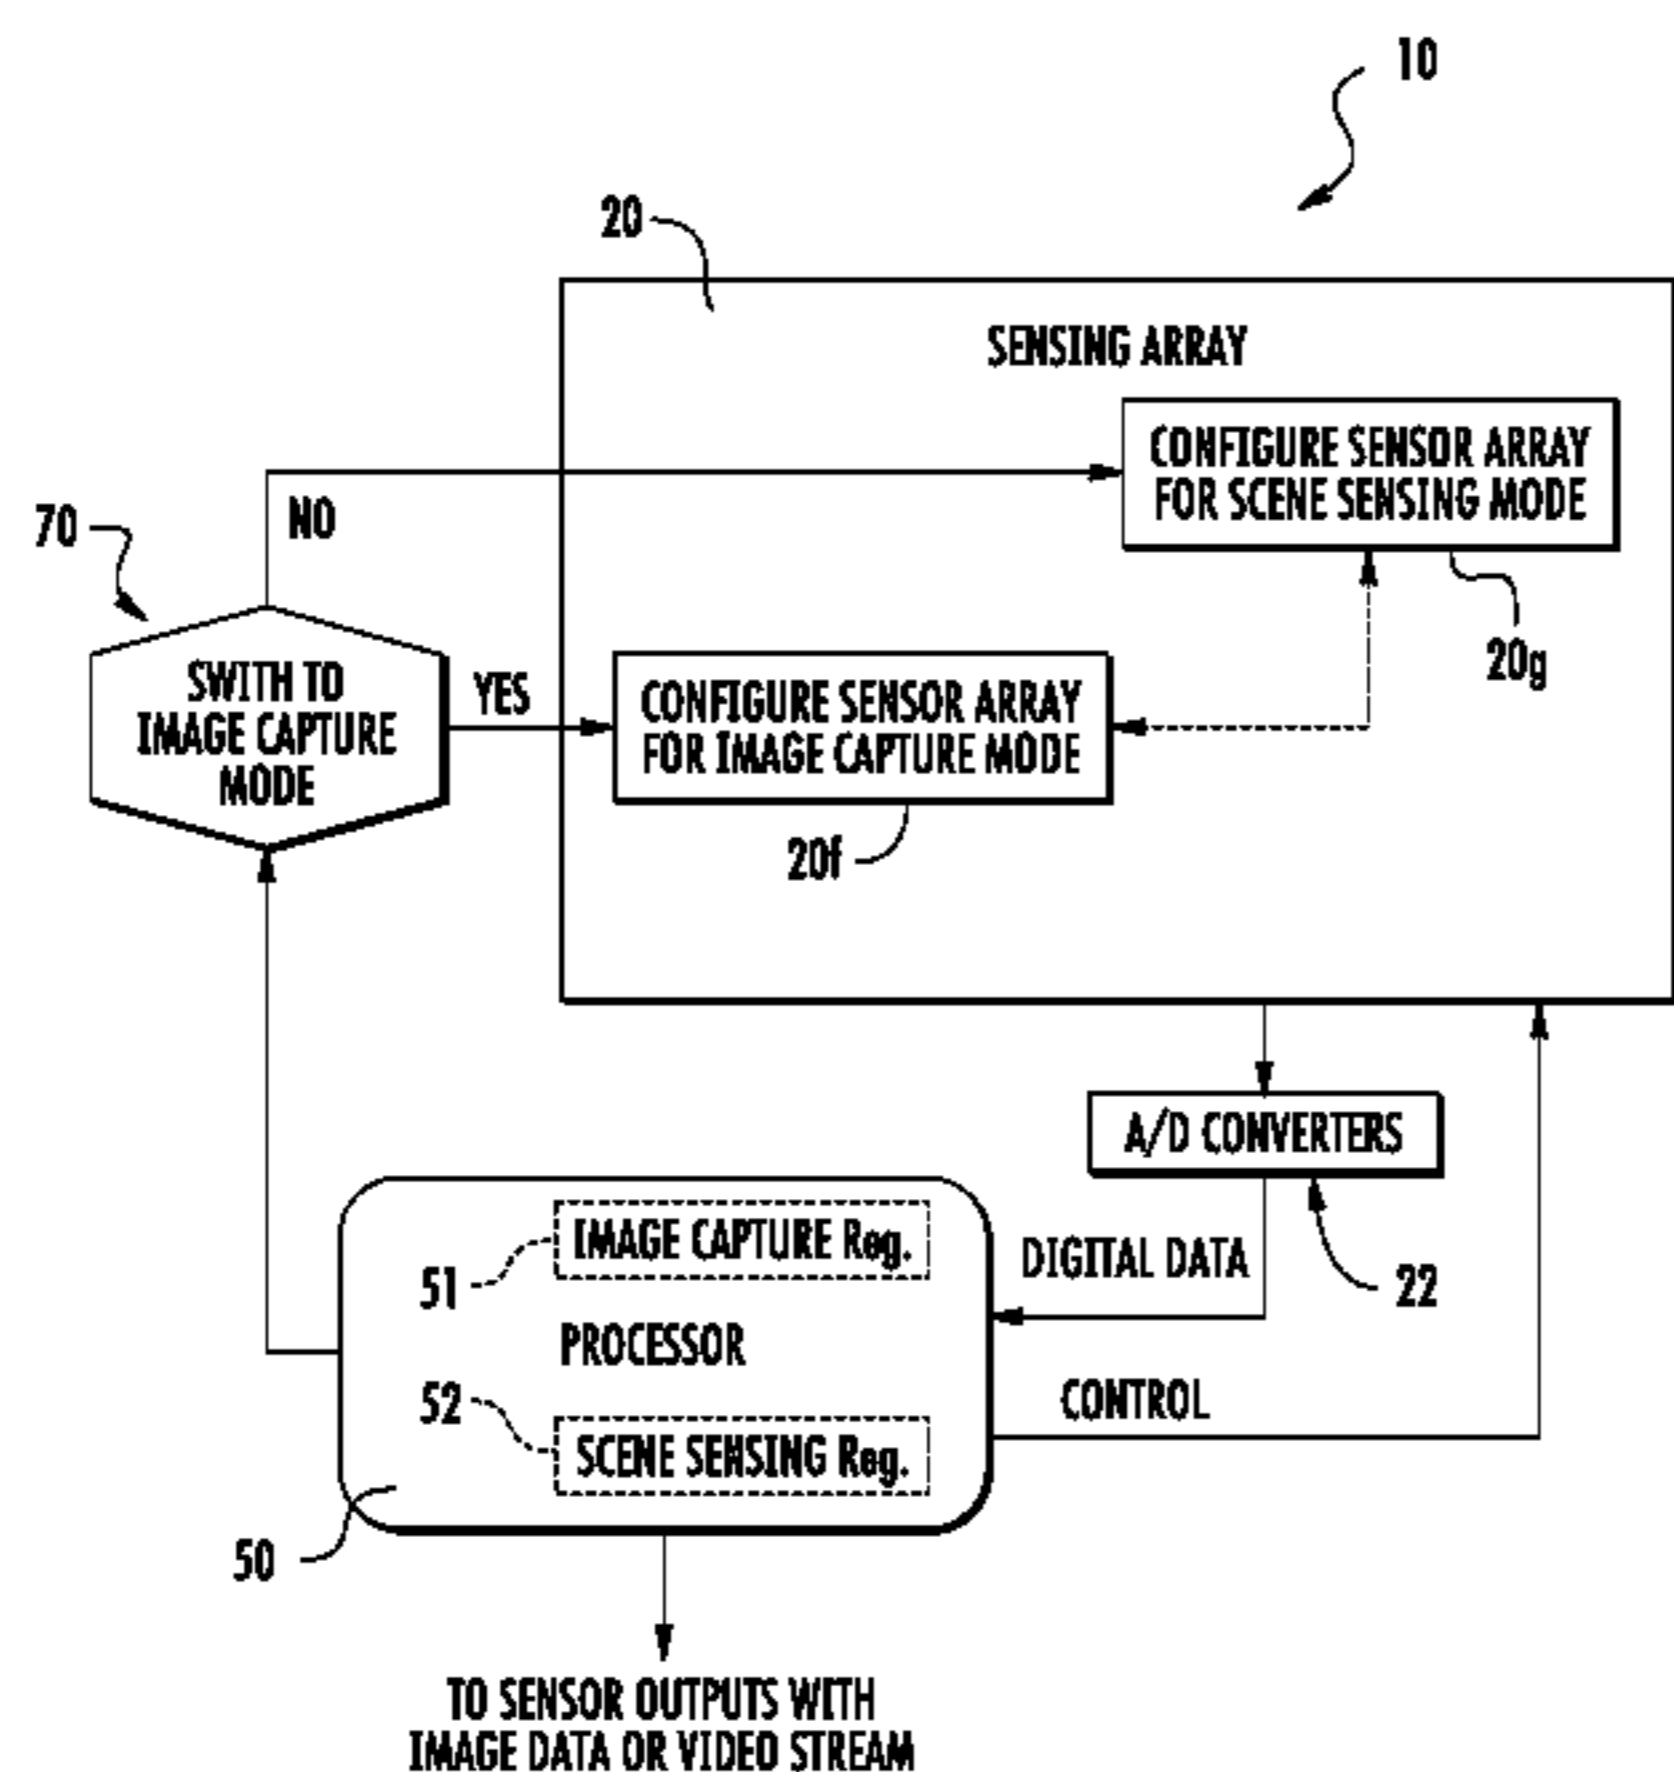 10
20
SENSING ARRAY
CONFIGURE SENSOR ARRAY
FOR SCENE SENSING MODE
NO
70
20g
SWITH TO
IMAGE CAPTURE
MODE
YES
CONFIGURE SENSOR ARRAY
FOR IMAGE CAPTURE MODE
20f
A/D CONVERTERS
IMAGE CAPTURE Reg.
51
DIGITAL DATA
22
PROCESSOR
52
CONTROL
SCENE SENSING Reg.
50
TO SENSOR OUTPUTS WITH
IMAGE DATA OR VIDEO STREAM